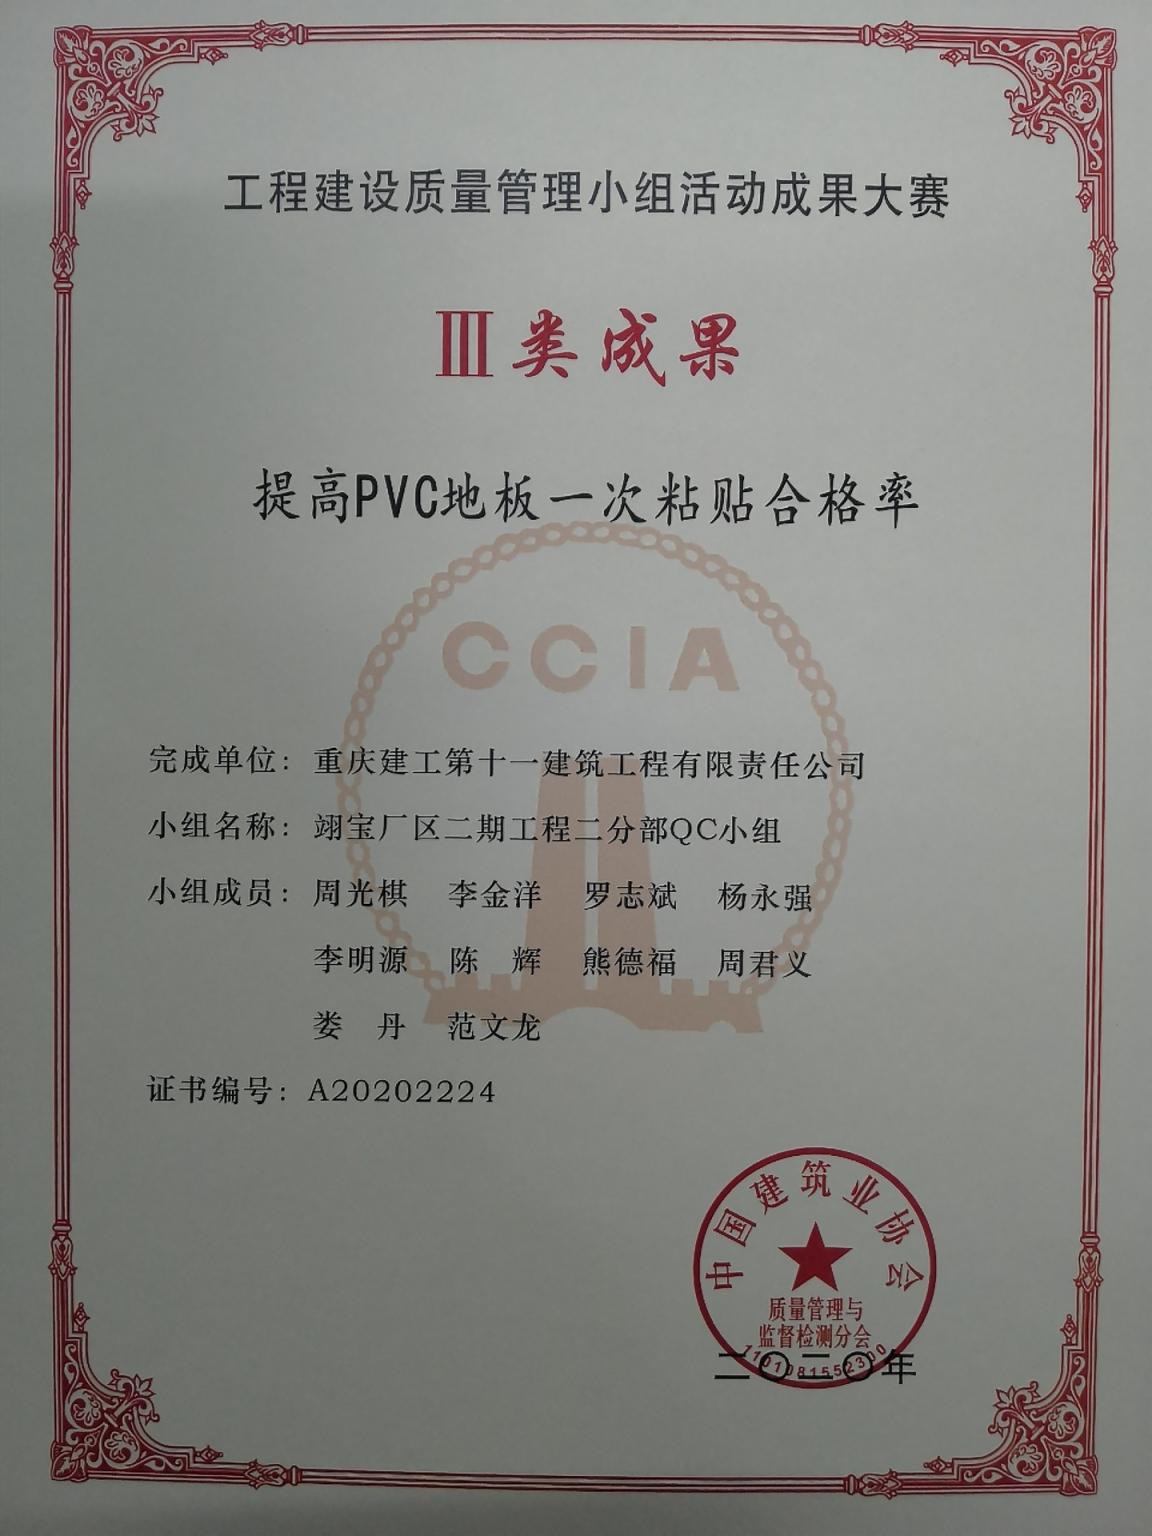 工程建设质量管理小组活动成果大赛
Ⅲ类成果
提高PVC地板一次粘贴合格率
CCIA
完成单位：重庆建工第十一建筑工程有限责任公司
小组名称：翊宝厂区二期工程二分部QC小组
小组成员：周光棋 李金洋 罗志斌 杨永强
李明源 陈 辉 熊德福 周君义
娄 丹 范文龙
证书编号：A20202224
中国建筑业协会
质量管理与
监督检测分会
二〇二〇年